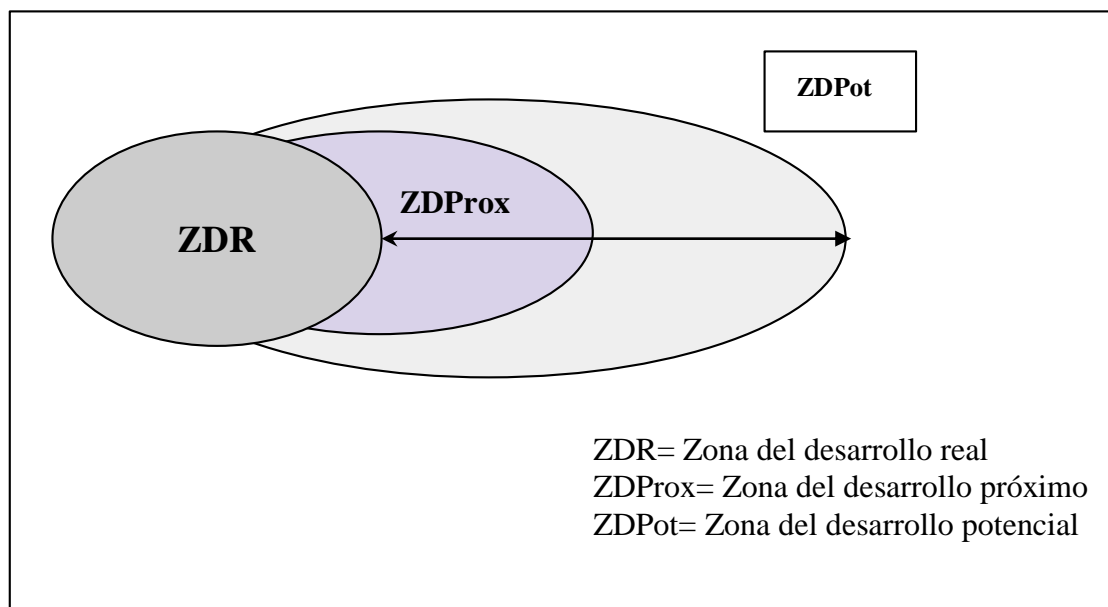 ZDPot
ZDProx
ZDR
ZDR= Zona del desarrollo real
ZDProx= Zona del desarrollo próximo
ZDPot= Zona del desarrollo potencial